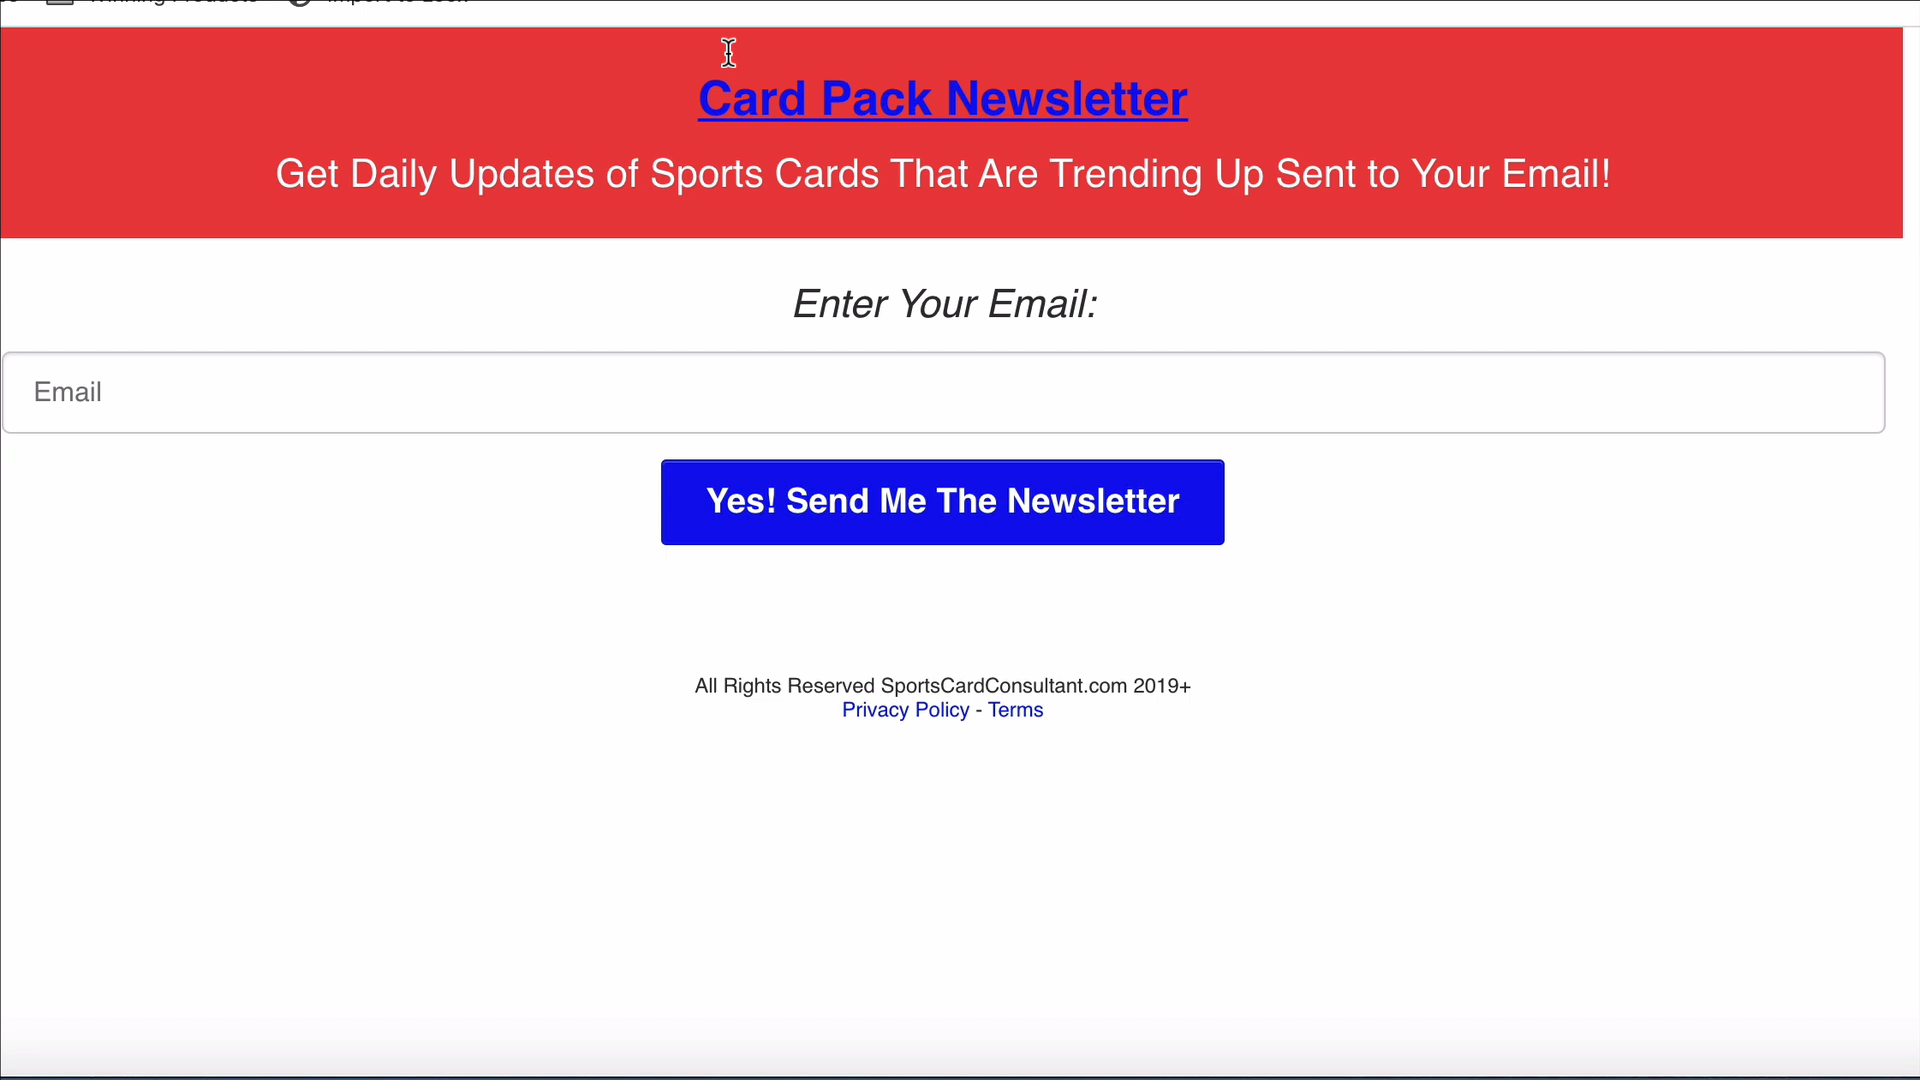 Card Pack Newsletter
Get Daily Updates of Sports Cards That Are Trending Up Sent to Your Email!
Enter Your Email:
Email
Yes! Send Me The Newsletter
All Rights Reserved SportsCardConsultant.com 2019+
Privacy Policy - Terms